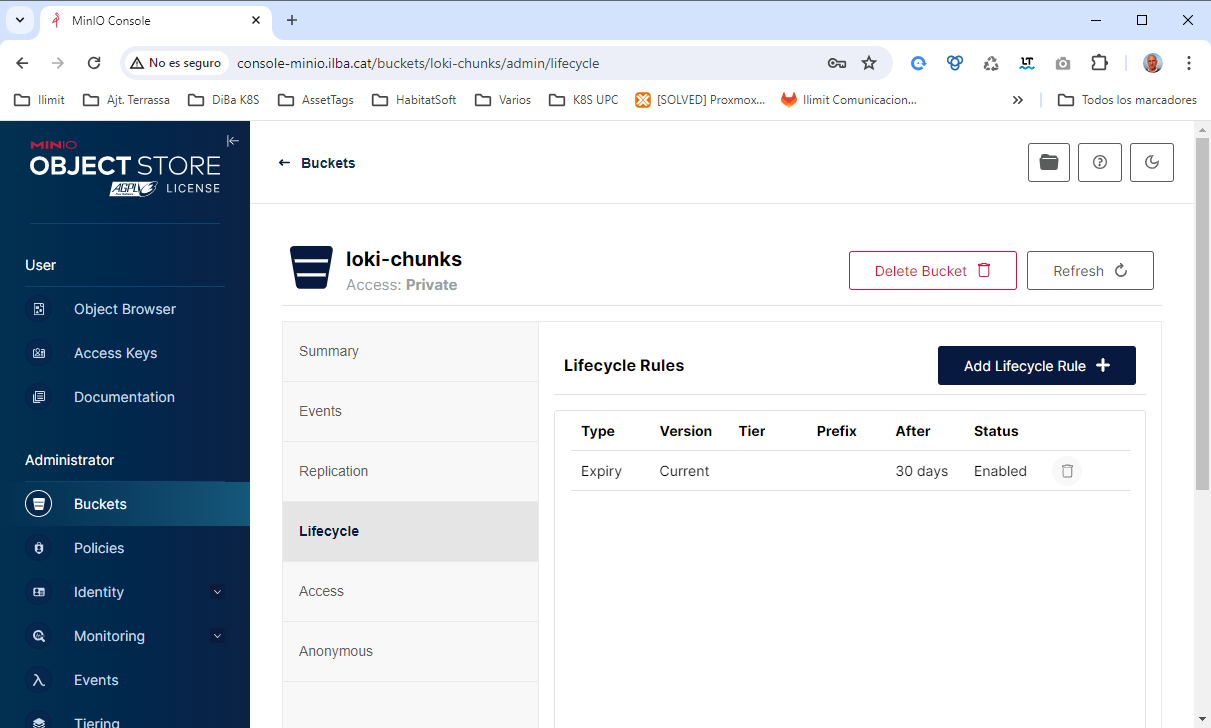 MinIO Console
No es seguro
console-minio.ilba.cat/buckets/loki-chunks/admin/lifecycle
Ilimit
Ajt. Terrassa
DiBa K8S
AssetTags
HabitatSoft
Varios
K8S UPC
[SOLVED] Proxmox...
Ilimit Comunicacion...
Todos los marcadores
MINIO
OBJECT STORE
AGPLv3 LICENSE
User
Object Browser
Access Keys
Documentation
Administrator
Buckets
Policies
Identity
Monitoring
Events
Tiering
Buckets
loki-chunks
Access: Private
Delete Bucket
Refresh
Summary
Events
Replication
Lifecycle
Access
Anonymous
Lifecycle Rules
Add Lifecycle Rule
Type Version Tier Prefix After Status
Expiry Current 30 days Enabled